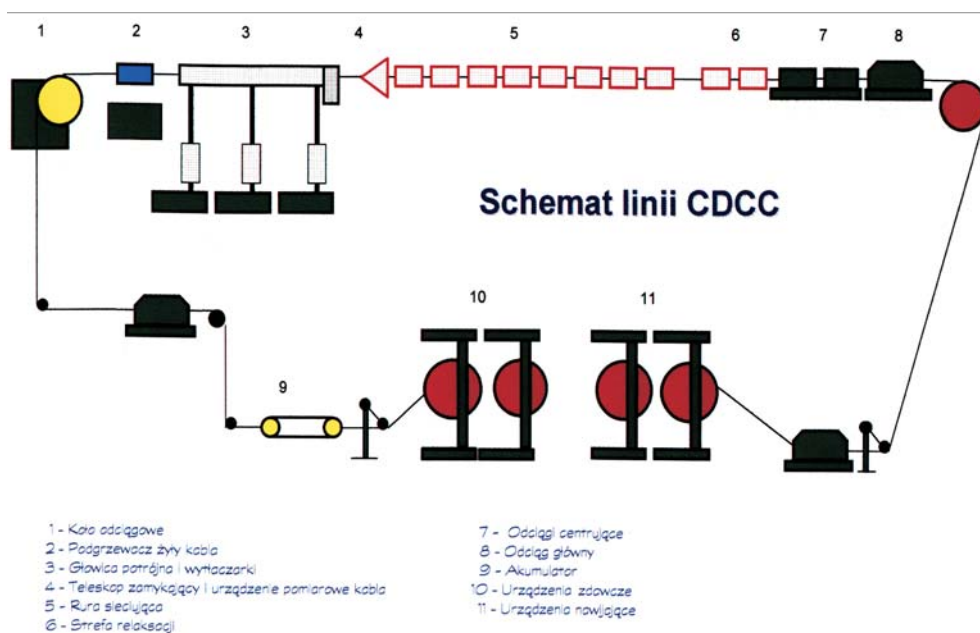 1 2 3 4 5 6 7 8
Schemat linii CDCC
10 11
9
1 - Koło odciągowe
2 - Podgrzewacz żyły kabla
3 - Głowica potrójna i wytłaczarki
4 - Teleskop zamykający i urządzenie pomiarowe kabla
5 - Rura sieciująca
6 - Strefa relaksacji
7 - Odciągi centrujące
8 - Odciąg główny
9 - Akumulator
10 - Urządzenia zdawcze
11 - Urządzenia nawijające